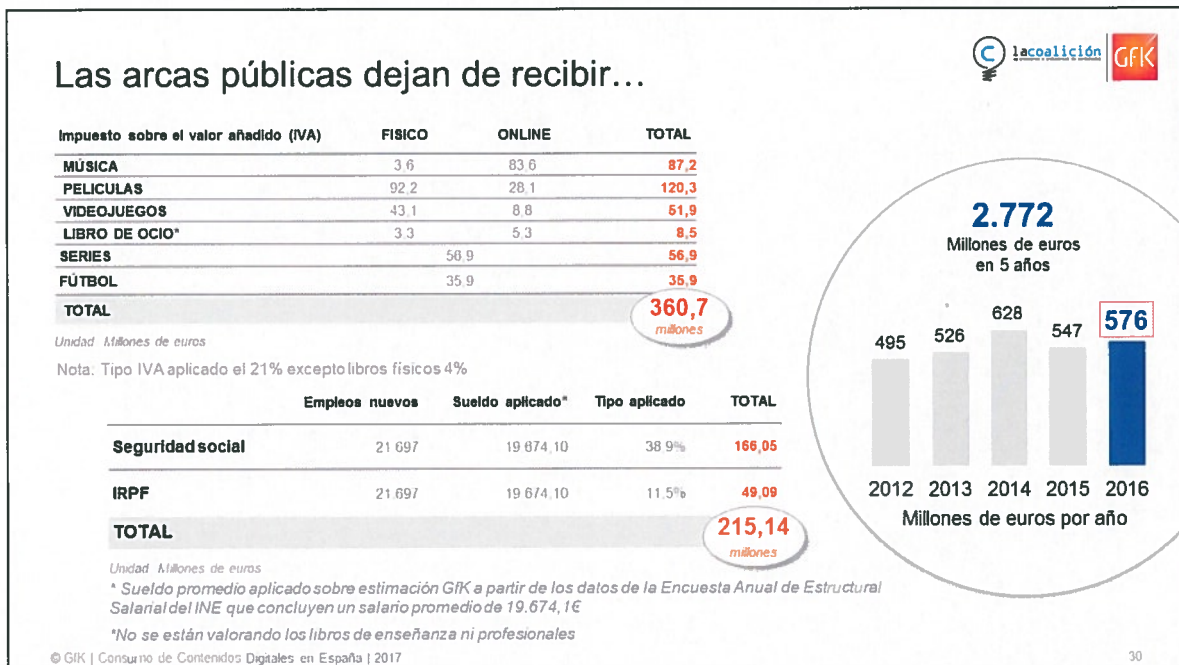 Las arcas públicas dejan de recibir...
lacoalición GfK
Impuesto sobre el valor añadido (IVA) FISICO ONLINE TOTAL
MÚSICA 3,6 83,6 87,2
PELICULAS 92,2 28,1 120,3
VIDEOJUEGOS 43,1 8,8 51,9
LIBRO DE OCIO* 3,3 5,3 8,5
SERIES 56,9 56,9
FÚTBOL 35,9 35,9
TOTAL 360,7
millones
Unidad Millones de euros
Nota: Tipo IVA aplicado el 21% excepto libros físicos 4%
Empleos nuevos Sueldo aplicado* Tipo aplicado TOTAL
Seguridad social 21.697 19.674,10 38,9% 166,05
IRPF 21.697 19.674,10 11,5% 49,09
TOTAL 215,14
millones
Unidad Millones de euros
* Sueldo promedio aplicado sobre estimación GfK a partir de los datos de la Encuesta Anual de Estructural
Salarial del INE que concluyen un salario promedio de 19.674,1€
*No se están valorando los libros de enseñanza ni profesionales
2.772
Millones de euros
en 5 años
495 526 628 547 576
2012 2013 2014 2015 2016
Millones de euros por año
© GfK | Consumo de Contenidos Digitales en España | 2017
30